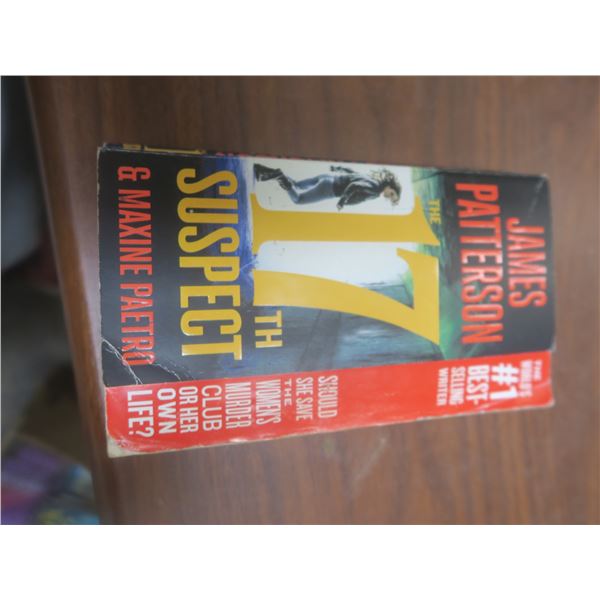 JAMES
PATTERSON
THE
17
TH
SUSPECT
& MAXINE PAETRO
THE
WORLD'S
#1
BEST-
SELLING
WRITER
SHOULD
SHE SAVE
THE
WOMEN'S
MURDER
CLUB
OR HER
OWN
LIFE?